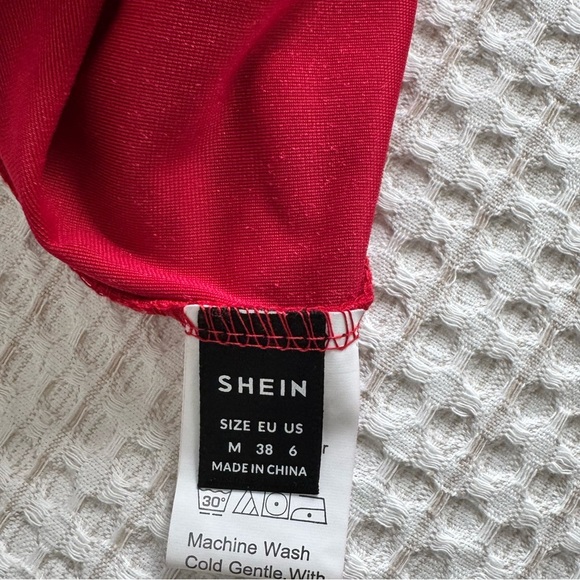 SHEIN
SIZE EU US
M 38 6
MADE IN CHINA
r
30°
Machine Wash
Cold Gentle. With